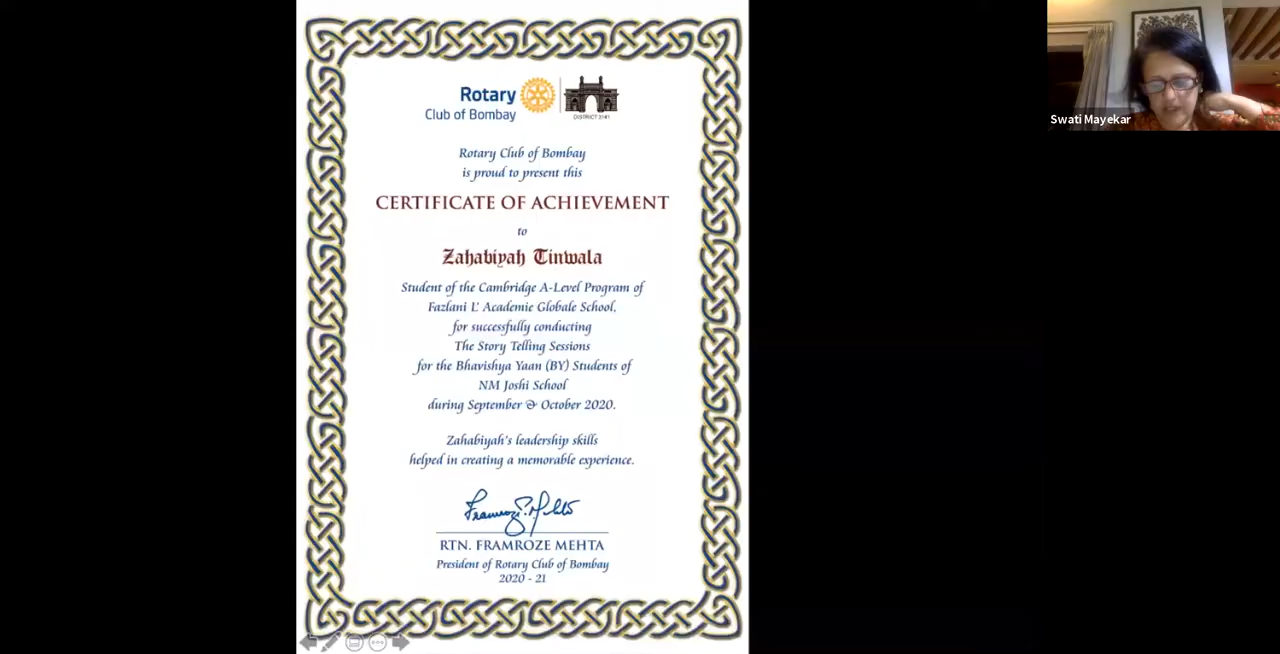 Rotary
Club of Bombay
DISTRICT 3141
Rotary Club of Bombay
is proud to present this
CERTIFICATE OF ACHIEVEMENT
to
Zahabiyah Tinwala
Student of the Cambridge A-Level Program of
Fazlani L' Academie Globale School,
for successfully conducting
The Story Telling Sessions
for the Bhavishya Yaan (BY) Students of
NM Joshi School
during September & October 2020.
Zahabiyah's leadership skills
helped in creating a memorable experience.
RTN. FRAMROZE MEHTA
President of Rotary Club of Bombay
2020 - 21
Swati Mayekar